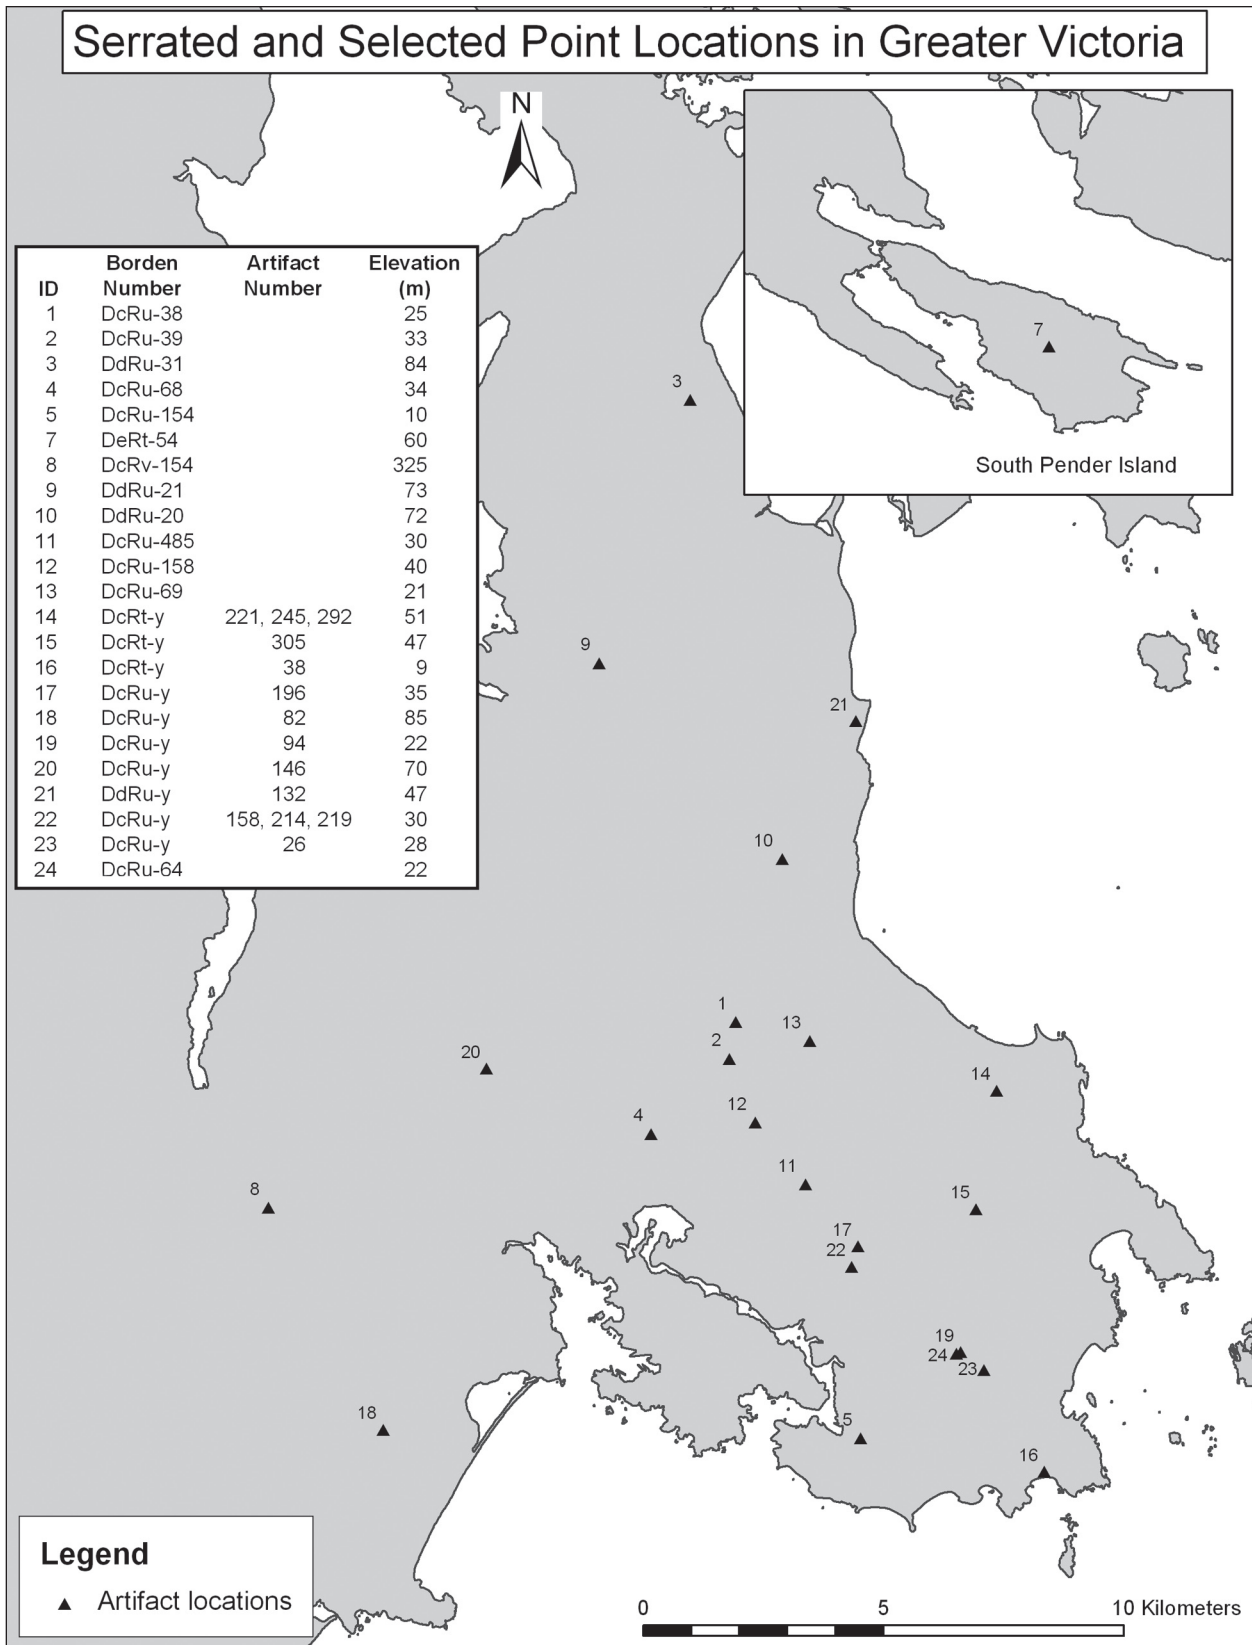 Serrated and Selected Point Locations in Greater Victoria
N
Borden Artifact Elevation
ID Number Number (m)
1 DcRu-38 25
2 DcRu-39 33
3 DdRu-31 84
4 DcRu-68 34
5 DcRu-154 10
7 DeRt-54 60
8 DcRv-154 325
9 DdRu-21 73
10 DdRu-20 72
11 DcRu-485 30
12 DcRu-158 40
13 DcRu-69 21
14 DcRt-y 221, 245, 292 51
15 DcRt-y 305 47
16 DcRt-y 38 9
17 DcRu-y 196 35
18 DcRu-y 82 85
19 DcRu-y 94 22
20 DcRu-y 146 70
21 DdRu-y 132 47
22 DcRu-y 158, 214, 219 30
23 DcRu-y 26 28
24 DcRu-64 22
7
South Pender Island
3
9
21
10
1
13
2
20
14
12
4
11
8
15
17
22
19
24
23
18
5
16
Legend
Artifact locations
0 5 10 Kilometers